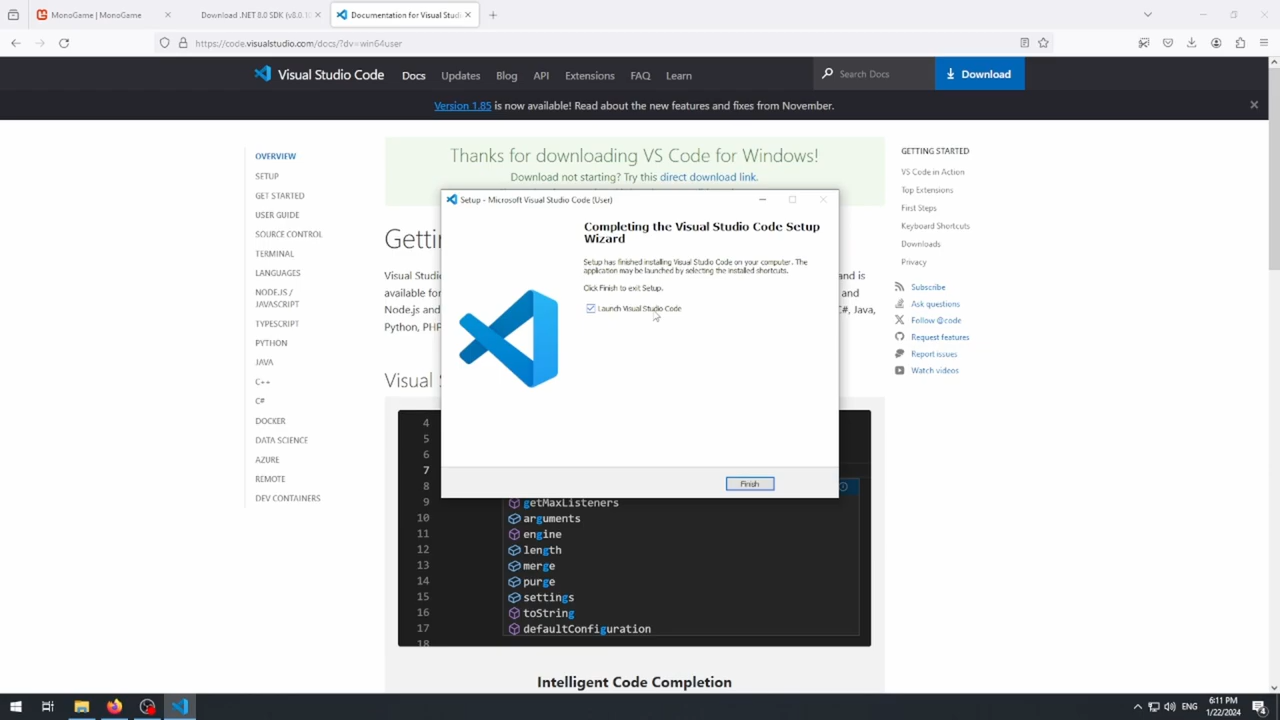 MonoGame | MonoGame
Download .NET 8.0 SDK (v8.0.1
Documentation for Visual Studi
https://code.visualstudio.com/docs/?dv=win64user
Visual Studio Code
Docs
Updates
Blog
API
Extensions
FAQ
Learn
Search Docs
Download
Version 1.85 is now available! Read about the new features and fixes from November.
OVERVIEW
SETUP
GET STARTED
USER GUIDE
SOURCE CONTROL
TERMINAL
LANGUAGES
NODE.JS /
JAVASCRIPT
TYPESCRIPT
PYTHON
JAVA
C++
C#
DOCKER
DATA SCIENCE
AZURE
REMOTE
DEV CONTAINERS
Thanks for downloading VS Code for Windows!
Download not starting? Try this direct download link.
Getti
Visual Studi
and is
available for
and
Node.js and
C#, Java,
Python, PHP
Visual S
Setup - Microsoft Visual Studio Code (User)
Completing the Visual Studio Code Setup
Wizard
Setup has finished installing Visual Studio Code on your computer. The
application may be launched by selecting the installed shortcuts.
Click Finish to exit Setup.
Launch Visual Studio Code
Finish
4
5
6
7
8
9 getMaxListeners
10 arguments
11 engine
12 length
13 merge
14 purge
15 settings
16 toString
17 defaultConfiguration
18
Intelligent Code Completion
GETTING STARTED
VS Code in Action
Top Extensions
First Steps
Keyboard Shortcuts
Downloads
Privacy
Subscribe
Ask questions
Follow @code
Request features
Report issues
Watch videos
ENG
6:11 PM
1/22/2024
4